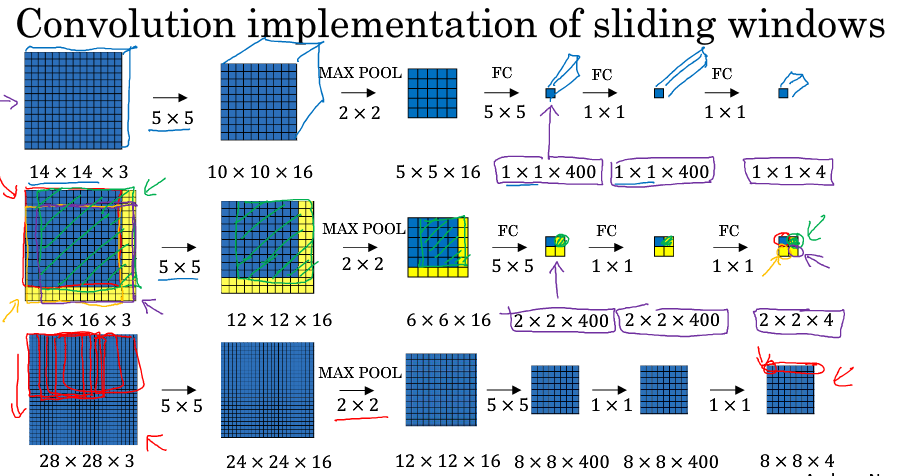 Convolution implementation of sliding windows
MAX POOL FC FC FC
5 × 5 2 × 2 5 × 5 1 × 1 1 × 1
14 × 14 × 3 10 × 10 × 16 5 × 5 × 16 1 × 1 × 400 1 × 1 × 400 1 × 1 × 4
MAX POOL FC FC FC
5 × 5 2 × 2 5 × 5 1 × 1 1 × 1
16 × 16 × 3 12 × 12 × 16 6 × 6 × 16 2 × 2 × 400 2 × 2 × 400 2 × 2 × 4
MAX POOL
5 × 5 2 × 2 5 × 5 1 × 1 1 × 1
28 × 28 × 3 24 × 24 × 16 12 × 12 × 16 8 × 8 × 400 8 × 8 × 400 8 × 8 × 4